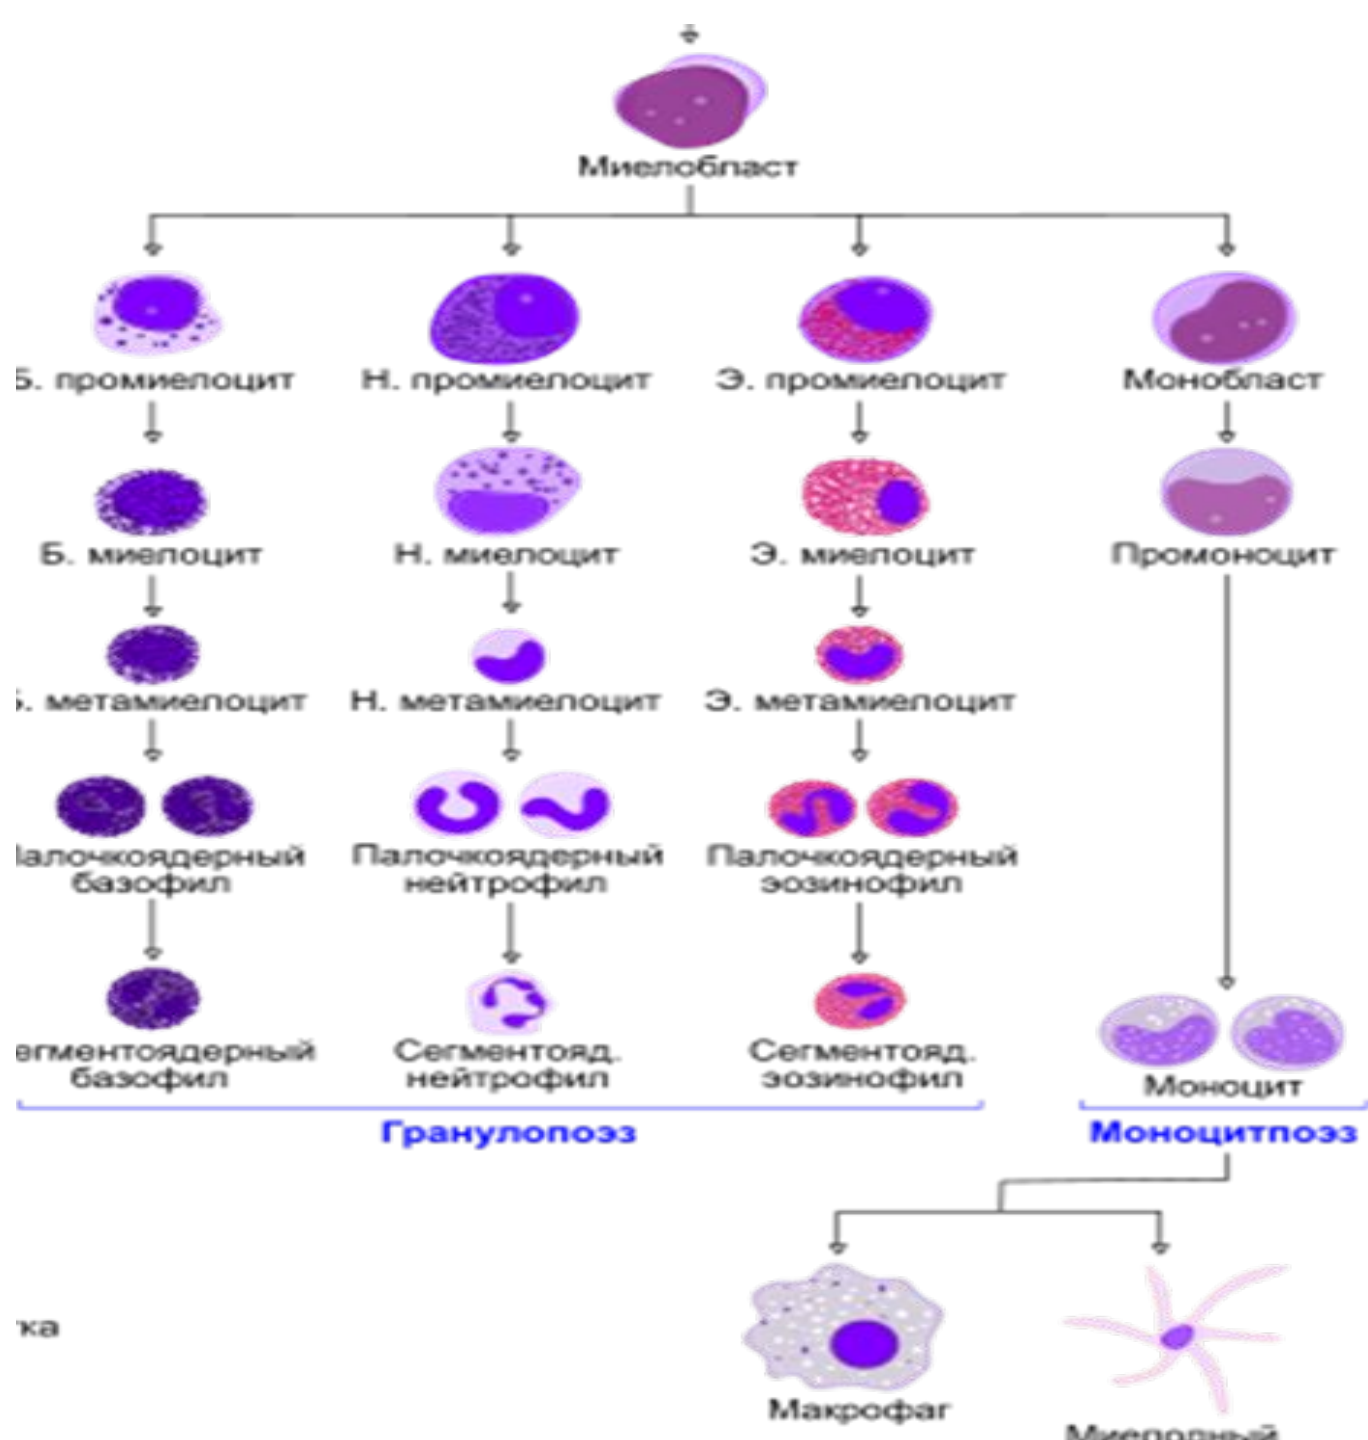 Миелобласт
Б. промиелоцит Н. промиелоцит Э. промиелоцит Монобласт
Б. миелоцит Н. миелоцит Э. миелоцит Промоноцит
. метамиелоцит Н. метамиелоцит Э. метамиелоцит
алочкоядерный Палочкоядерный Палочкоядерный
базофил нейтрофил эозинофил
егментоядерный Сегментояд. Сегментояд.
базофил нейтрофил эозинофил
Моноцит
Гранулопоэз Моноцитпоэз
ка
Макрофаг